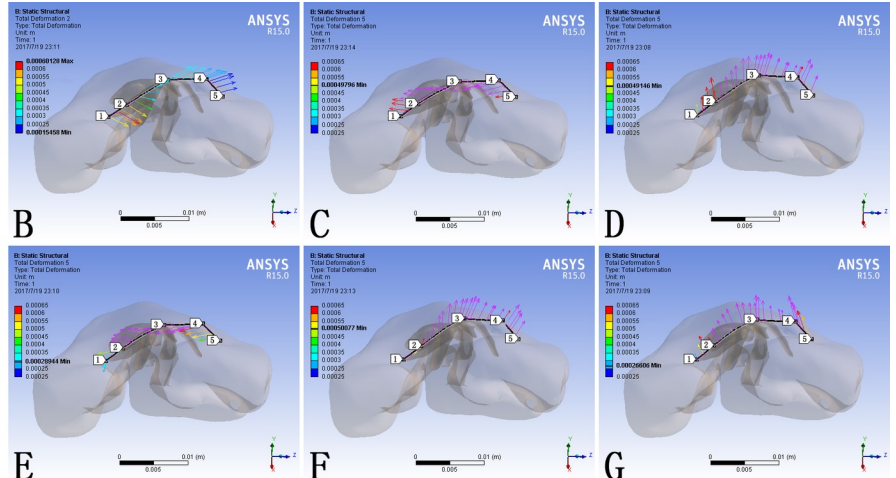 B: Static Structural
Total Deformation 2
Type: Total Deformation
Unit: m
Time: 1
2017/7/19 23:11
0.00060128 Max
0.0006
0.00055
0.0005
0.00045
0.0004
0.00035
0.0003
0.00025
0.00015458 Min
ANSYS
R15.0
1
2
3
4
5
0
0.01 (m)
0.005
Y
Z
X
B
B: Static Structural
Total Deformation 5
Type: Total Deformation
Unit: m
Time: 1
2017/7/19 23:14
0.00065
0.0006
0.00055
0.00049796 Min
0.00045
0.0004
0.00035
0.0003
0.00025
ANSYS
R15.0
1
2
3
4
5
0
0.01 (m)
0.005
Y
Z
X
C
B: Static Structural
Total Deformation 5
Type: Total Deformation
Unit: m
Time: 1
2017/7/19 23:08
0.00065
0.0006
0.00055
0.00049146 Min
0.00045
0.0004
0.00035
0.0003
0.00025
ANSYS
R15.0
1
2
3
4
5
0
0.01 (m)
0.005
Y
Z
X
D
B: Static Structural
Total Deformation 5
Type: Total Deformation
Unit: m
Time: 1
2017/7/19 23:10
0.00065
0.0006
0.00055
0.0005
0.00045
0.0004
0.00035
0.00028944 Min
0.00025
ANSYS
R15.0
1
2
3
4
5
0
0.01 (m)
0.005
Y
Z
X
E
B: Static Structural
Total Deformation 5
Type: Total Deformation
Unit: m
Time: 1
2017/7/19 23:13
0.00065
0.0006
0.00055
0.00050077 Min
0.00045
0.0004
0.00035
0.0003
0.00025
ANSYS
R15.0
1
2
3
4
5
0
0.01 (m)
0.005
Y
Z
X
F
B: Static Structural
Total Deformation 5
Type: Total Deformation
Unit: m
Time: 1
2017/7/19 23:09
0.00065
0.0006
0.00055
0.0005
0.00045
0.0004
0.00035
0.00026606 Min
0.00025
ANSYS
R15.0
1
2
3
4
5
0
0.01 (m)
0.005
Y
Z
X
G